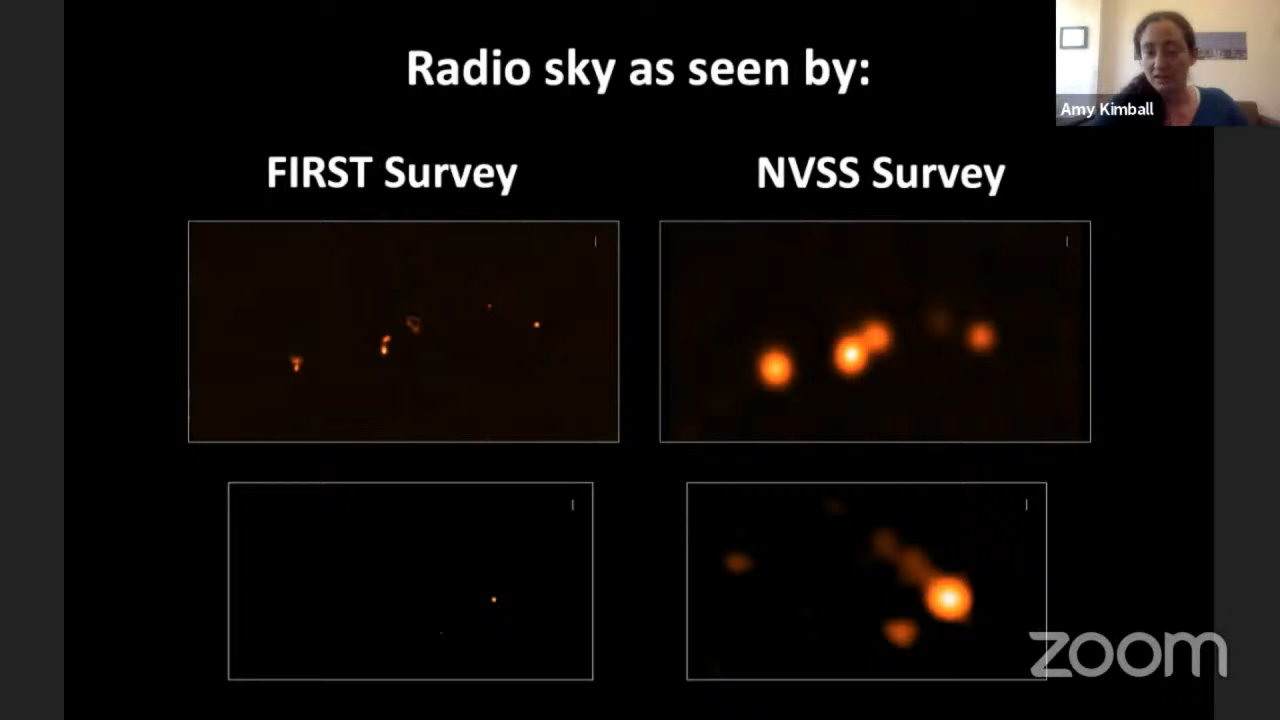 Radio sky as seen by:
Amy Kimball
FIRST Survey
NVSS Survey
zoom